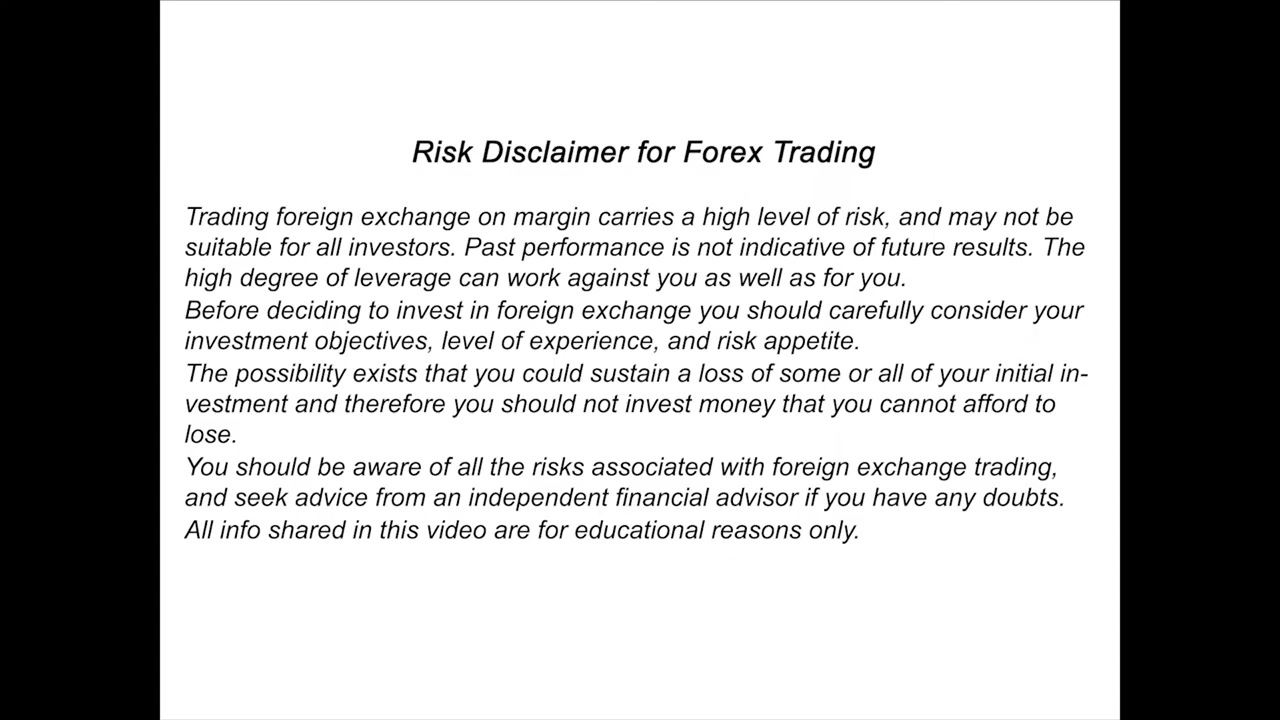 Risk Disclaimer for Forex Trading
Trading foreign exchange on margin carries a high level of risk, and may not be
suitable for all investors. Past performance is not indicative of future results. The
high degree of leverage can work against you as well as for you.
Before deciding to invest in foreign exchange you should carefully consider your
investment objectives, level of experience, and risk appetite.
The possibility exists that you could sustain a loss of some or all of your initial in-
vestment and therefore you should not invest money that you cannot afford to
lose.
You should be aware of all the risks associated with foreign exchange trading,
and seek advice from an independent financial advisor if you have any doubts.
All info shared in this video are for educational reasons only.